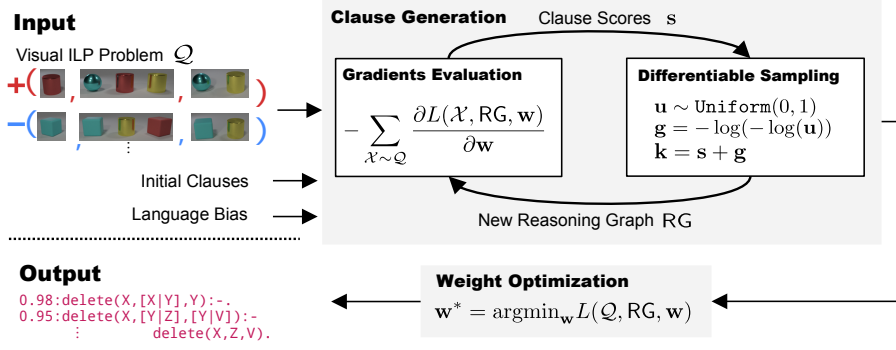 Input
Visual ILP Problem 𝒬
+( , , )
−( , , )
⋮
Initial Clauses
Language Bias
Clause Generation
Clause Scores s
Gradients Evaluation
− ∑_{𝒳∼𝒬} ∂L(𝒳, RG, w) / ∂w
Differentiable Sampling
u ∼ Uniform(0, 1)
g = − log(− log(u))
k = s + g
New Reasoning Graph RG
Output
0.98:delete(X,[X|Y],Y):-.
0.95:delete(X,[Y|Z],[Y|V]):-
⋮ delete(X,Z,V).
Weight Optimization
w* = argmin_w L(𝒬, RG, w)